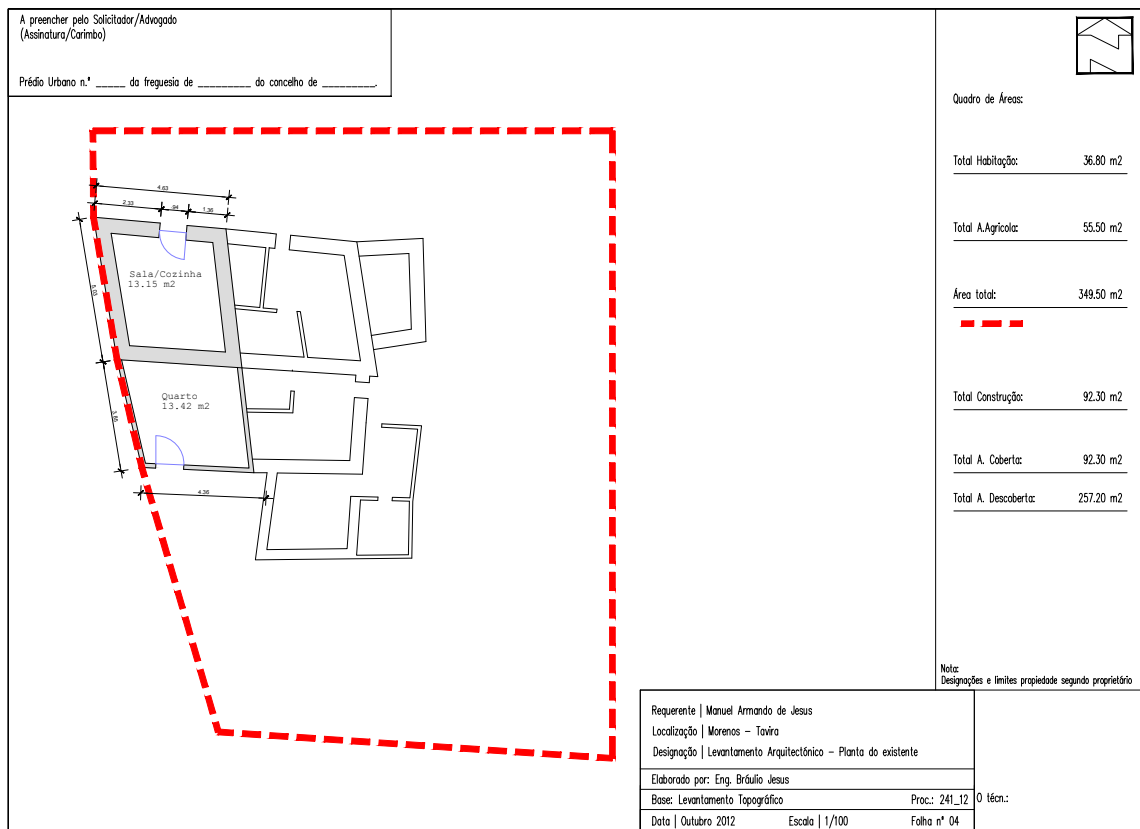 A preencher pelo Solicitador/Advogado
(Assinatura/Carimbo)
Prédio Urbano n.º _____ da freguesia de _________ do concelho de _________.
Quadro de Áreas:
Total Habitação: 36.80 m2
Total A.Agricola: 55.50 m2
Área total: 349.50 m2
Total Construção: 92.30 m2
Total A. Coberta: 92.30 m2
Total A. Descoberta: 257.20 m2
4.63
2.33 .94 1.36
5.03
Sala/Cozinha
13.15 m2
3.85
Quarto
13.42 m2
4.36
Nota:
Designações e limites propiedade segundo proprietário
Requerente | Manuel Armando de Jesus
Localização | Morenos - Tavira
Designação | Levantamento Arquitectónico - Planta do existente
Elaborado por: Eng. Bráulio Jesus
Base: Levantamento Topográfico Proc.: 241_12
O técn.:
Data | Outubro 2012 Escala | 1/100 Folha nº 04